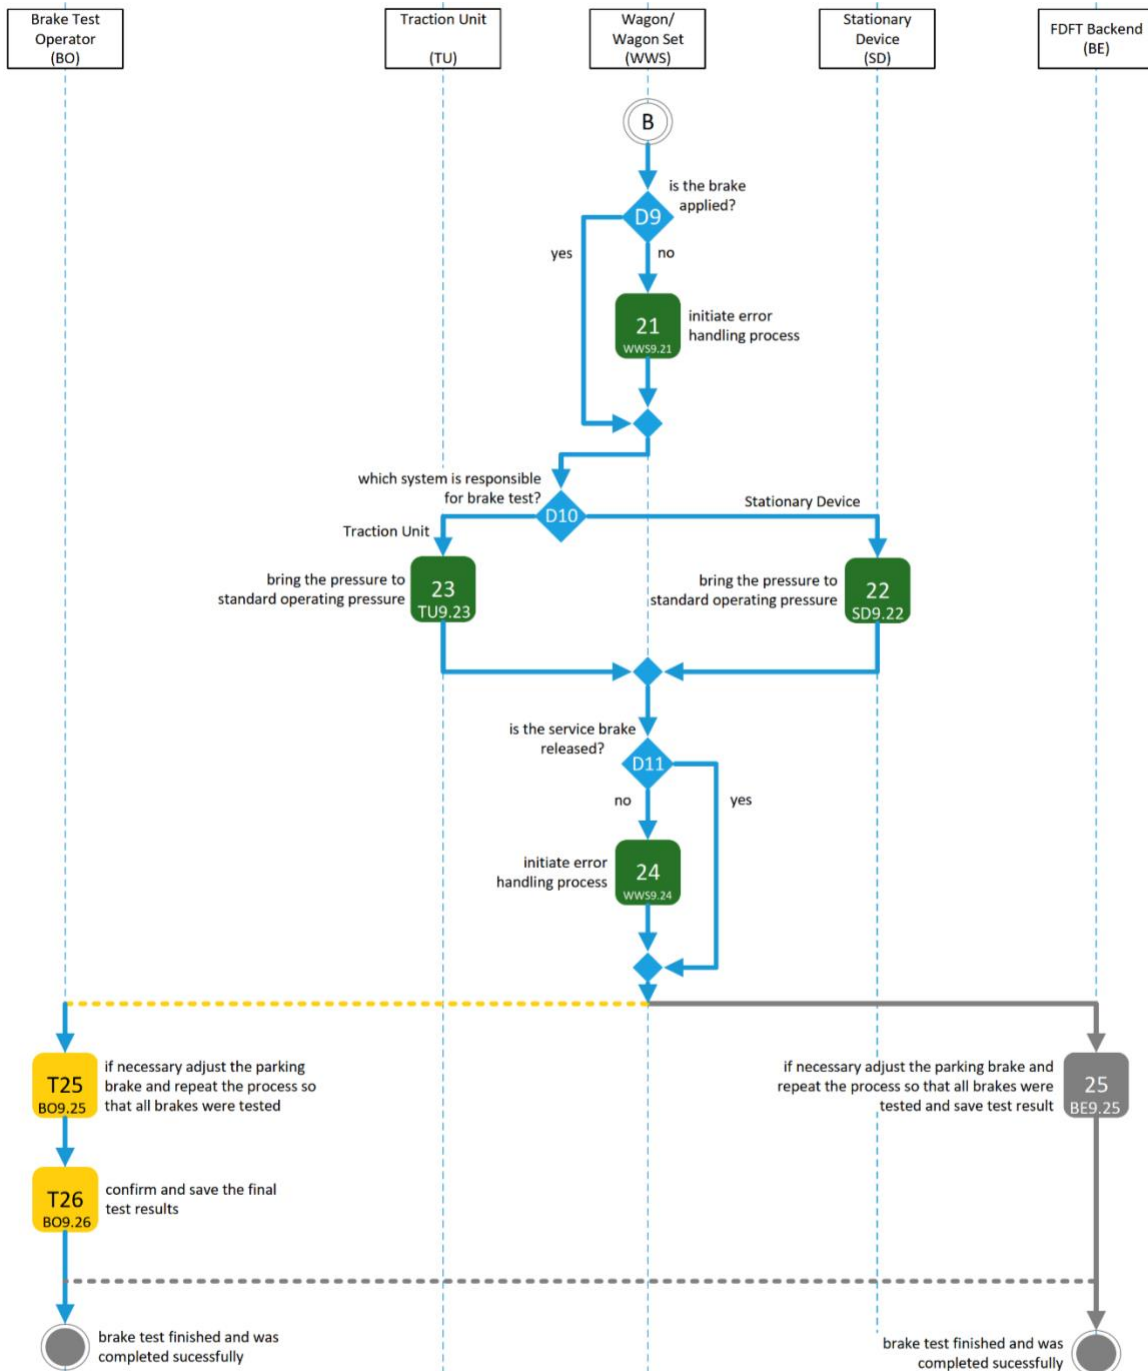 Brake Test
Operator
(BO)
Traction Unit
(TU)
Wagon/
Wagon Set
(WWS)
Stationary
Device
(SD)
FDFT Backend
(BE)
B
is the brake
applied?
D9
yes
no
21
WWS9.21
initiate error
handling process
which system is responsible
for brake test?
D10
Traction Unit
Stationary Device
bring the pressure to
standard operating pressure
23
TU9.23
bring the pressure to
standard operating pressure
22
SD9.22
is the service brake
released?
D11
no
yes
initiate error
handling process
24
WWS9.24
T25
BO9.25
if necessary adjust the parking
brake and repeat the process so
that all brakes were tested
if necessary adjust the parking brake and
repeat the process so that all brakes were
tested and save test result
25
BE9.25
T26
BO9.26
confirm and save the final
test results
brake test finished and was
completed sucessfully
brake test finished and was
completed sucessfully